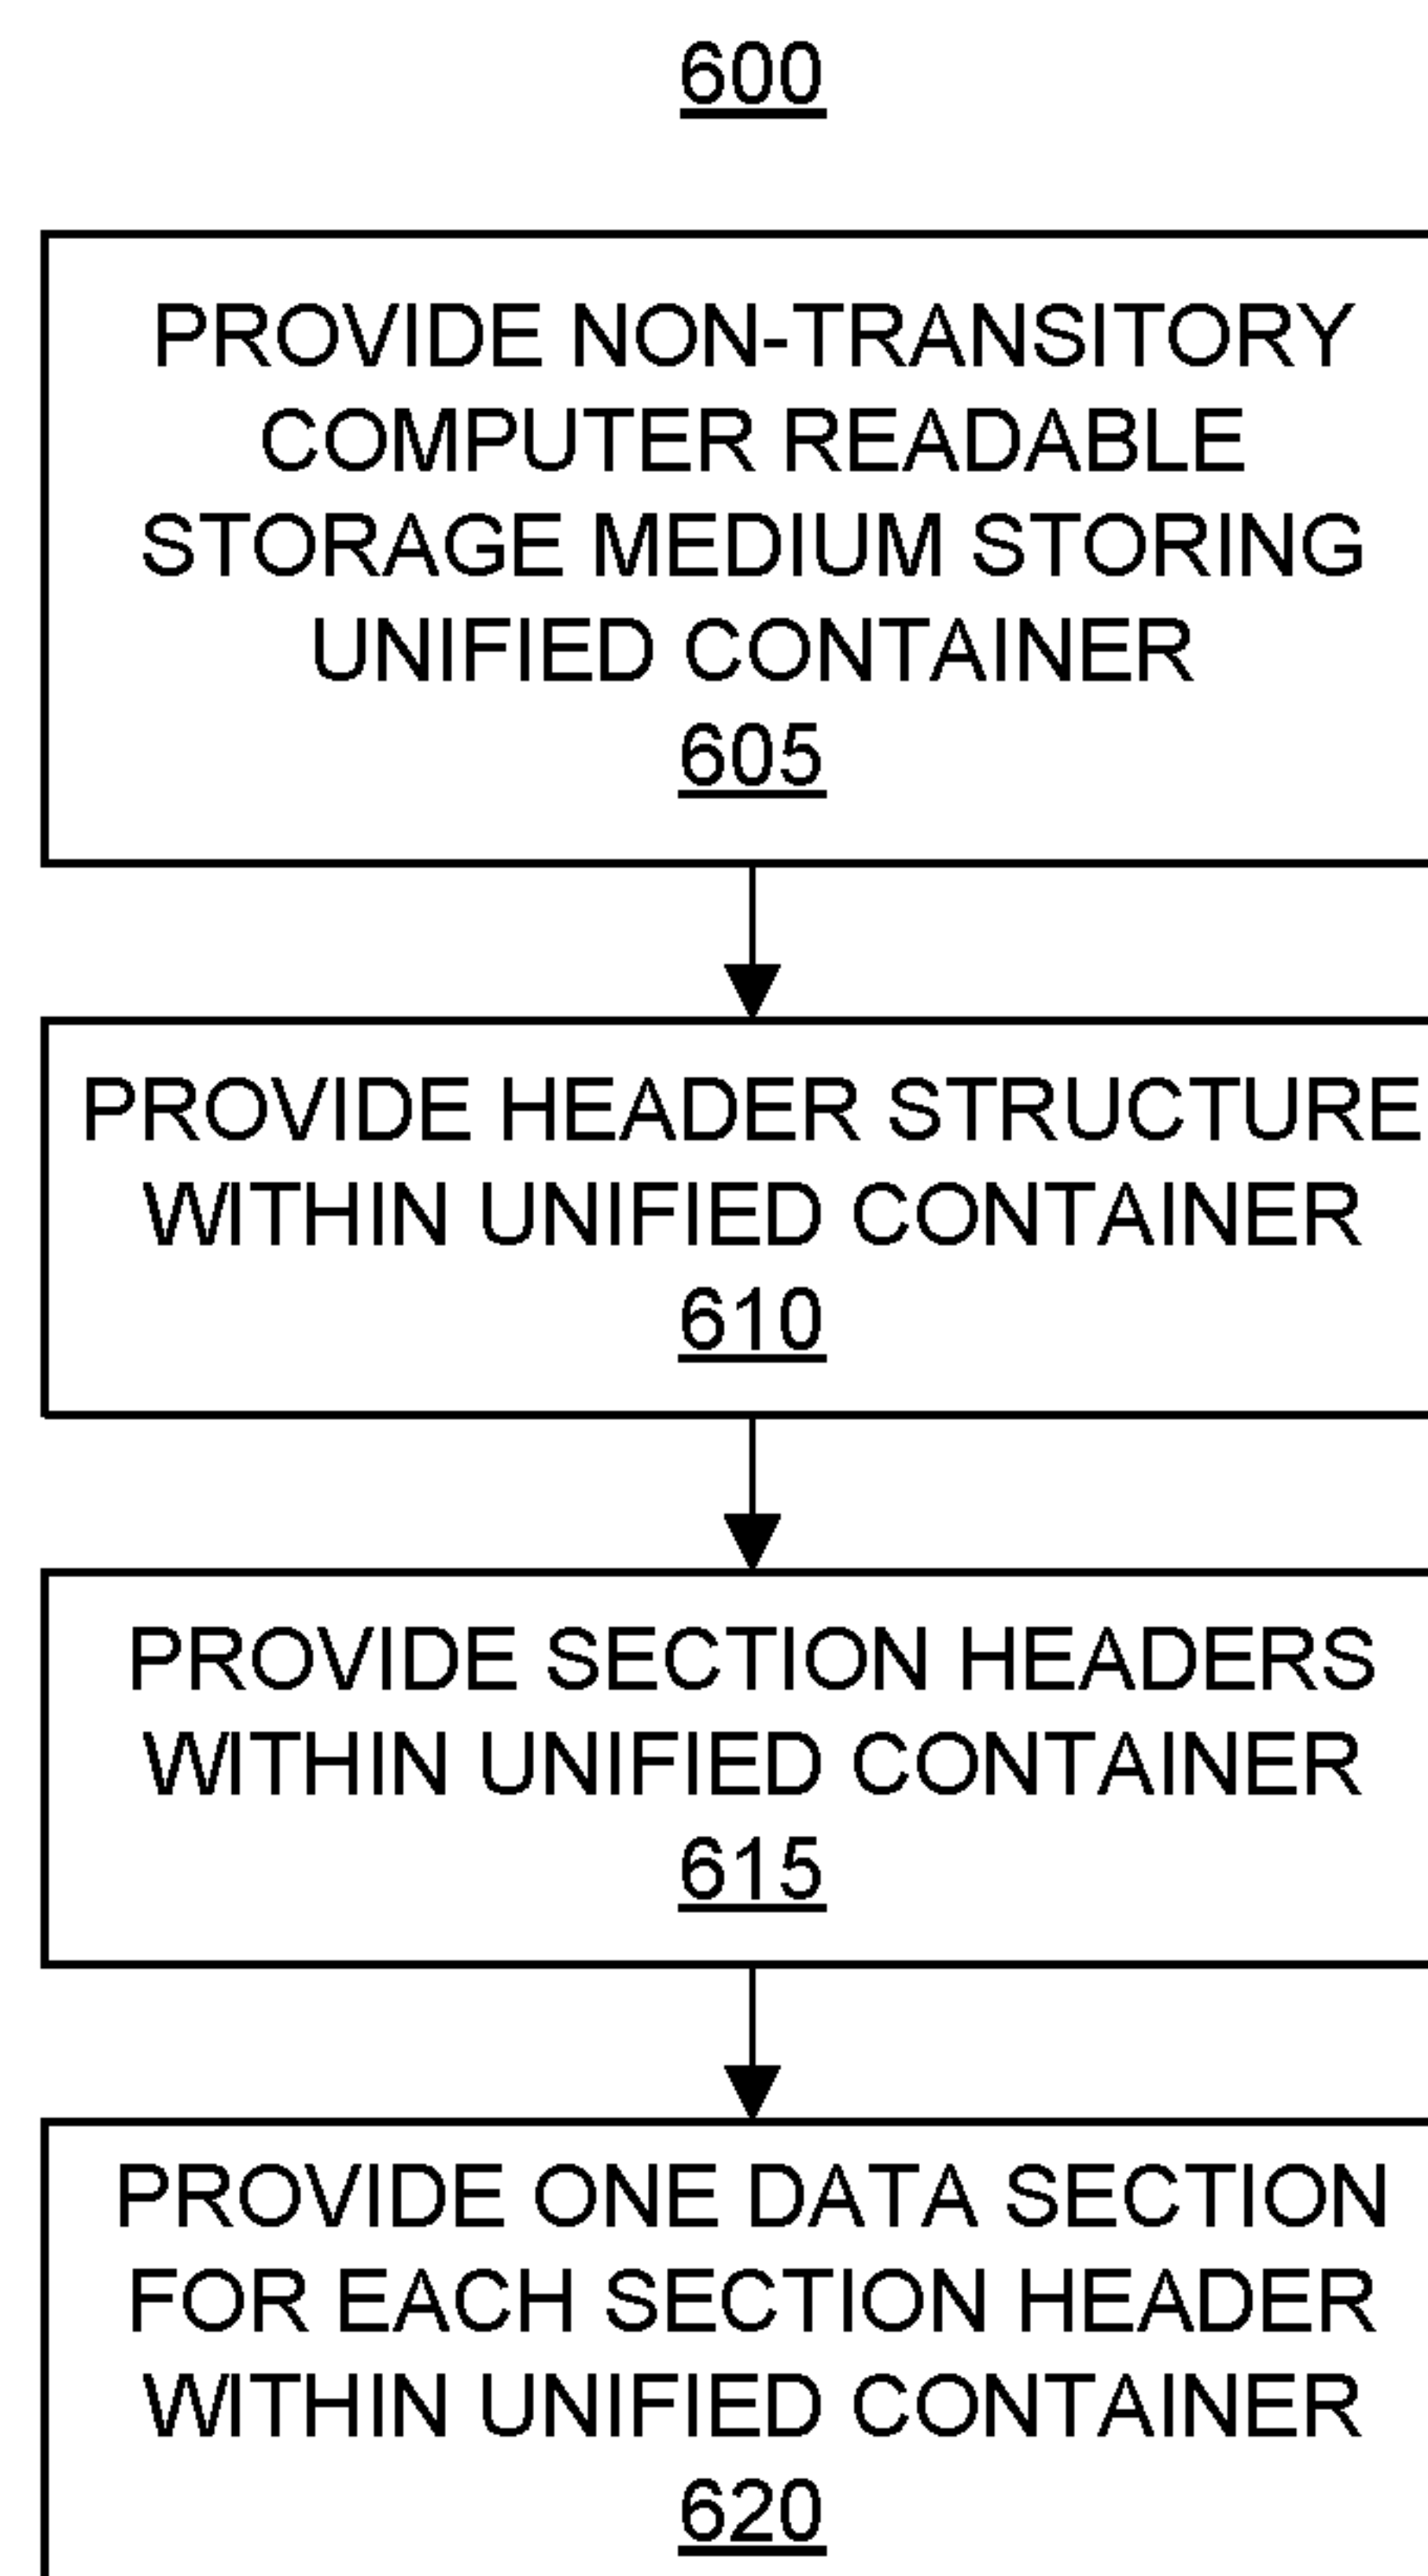 600
PROVIDE NON-TRANSITORY
COMPUTER READABLE
STORAGE MEDIUM STORING
UNIFIED CONTAINER
605
PROVIDE HEADER STRUCTURE
WITHIN UNIFIED CONTAINER
610
PROVIDE SECTION HEADERS
WITHIN UNIFIED CONTAINER
615
PROVIDE ONE DATA SECTION
FOR EACH SECTION HEADER
WITHIN UNIFIED CONTAINER
620